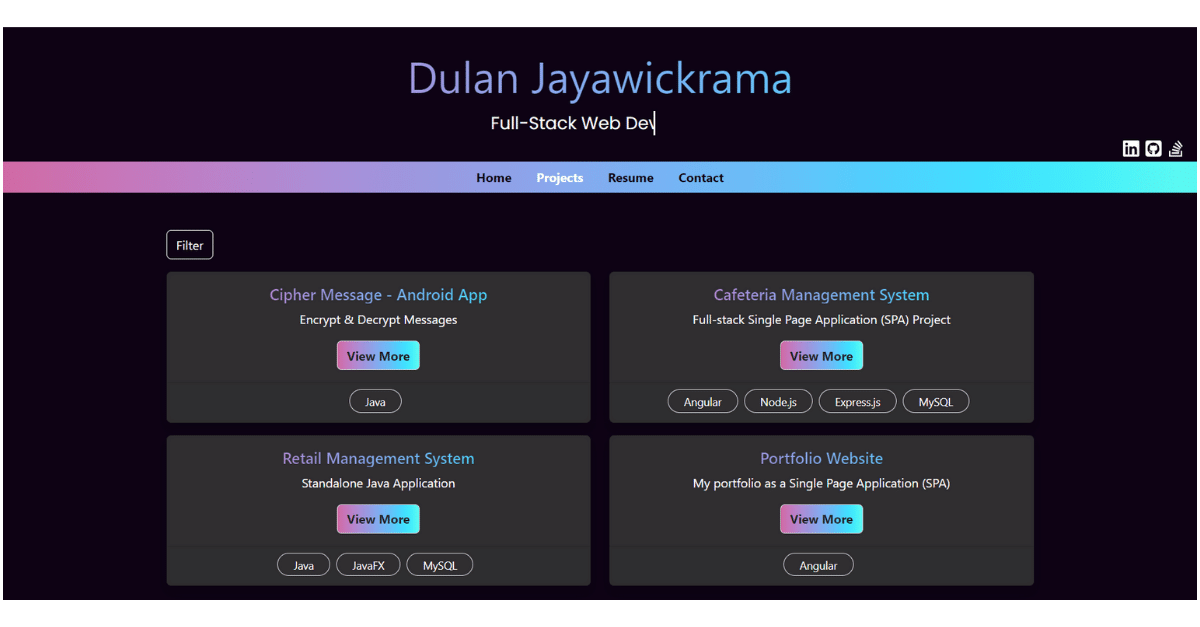 Dulan Jayawickrama
Full-Stack Web Dev
in
Home Projects Resume Contact
Filter
Cipher Message - Android App
Encrypt & Decrypt Messages
View More
Java
Cafeteria Management System
Full-stack Single Page Application (SPA) Project
View More
Angular Node.js Express.js MySQL
Retail Management System
Standalone Java Application
View More
Java JavaFX MySQL
Portfolio Website
My portfolio as a Single Page Application (SPA)
View More
Angular